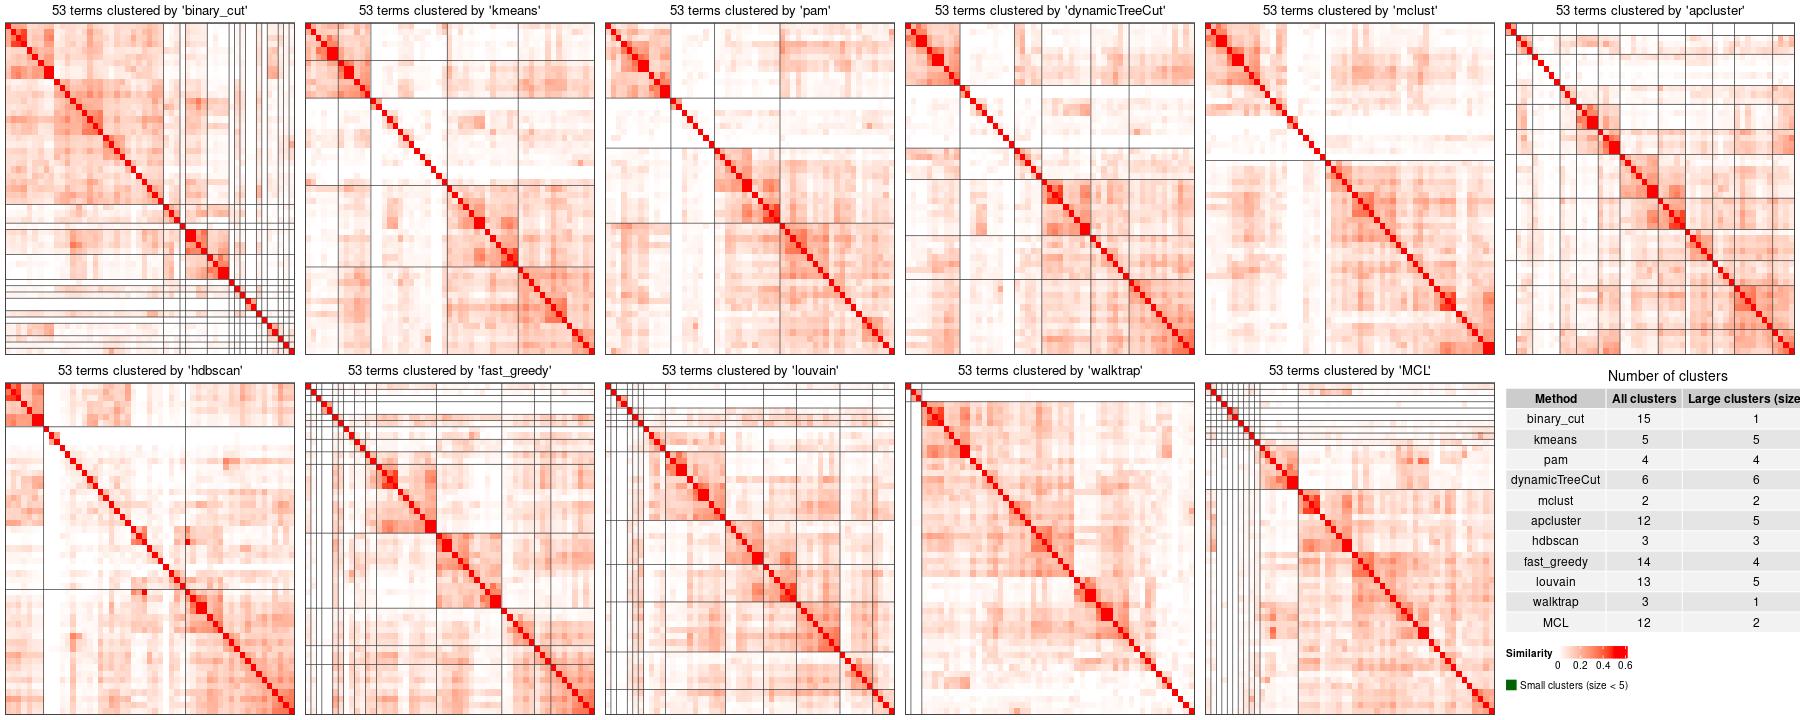 53 terms clustered by 'binary_cut'
53 terms clustered by 'kmeans'
53 terms clustered by 'pam'
53 terms clustered by 'dynamicTreeCut'
53 terms clustered by 'mclust'
53 terms clustered by 'apcluster'
53 terms clustered by 'hdbscan'
53 terms clustered by 'fast_greedy'
53 terms clustered by 'louvain'
53 terms clustered by 'walktrap'
53 terms clustered by 'MCL'
Number of clusters
Method All clusters Large clusters (size
binary_cut 15 1
kmeans 5 5
pam 4 4
dynamicTreeCut 6 6
mclust 2 2
apcluster 12 5
hdbscan 3 3
fast_greedy 14 4
louvain 13 5
walktrap 3 1
MCL 12 2
Similarity
0 0.2 0.4 0.6
Small clusters (size < 5)